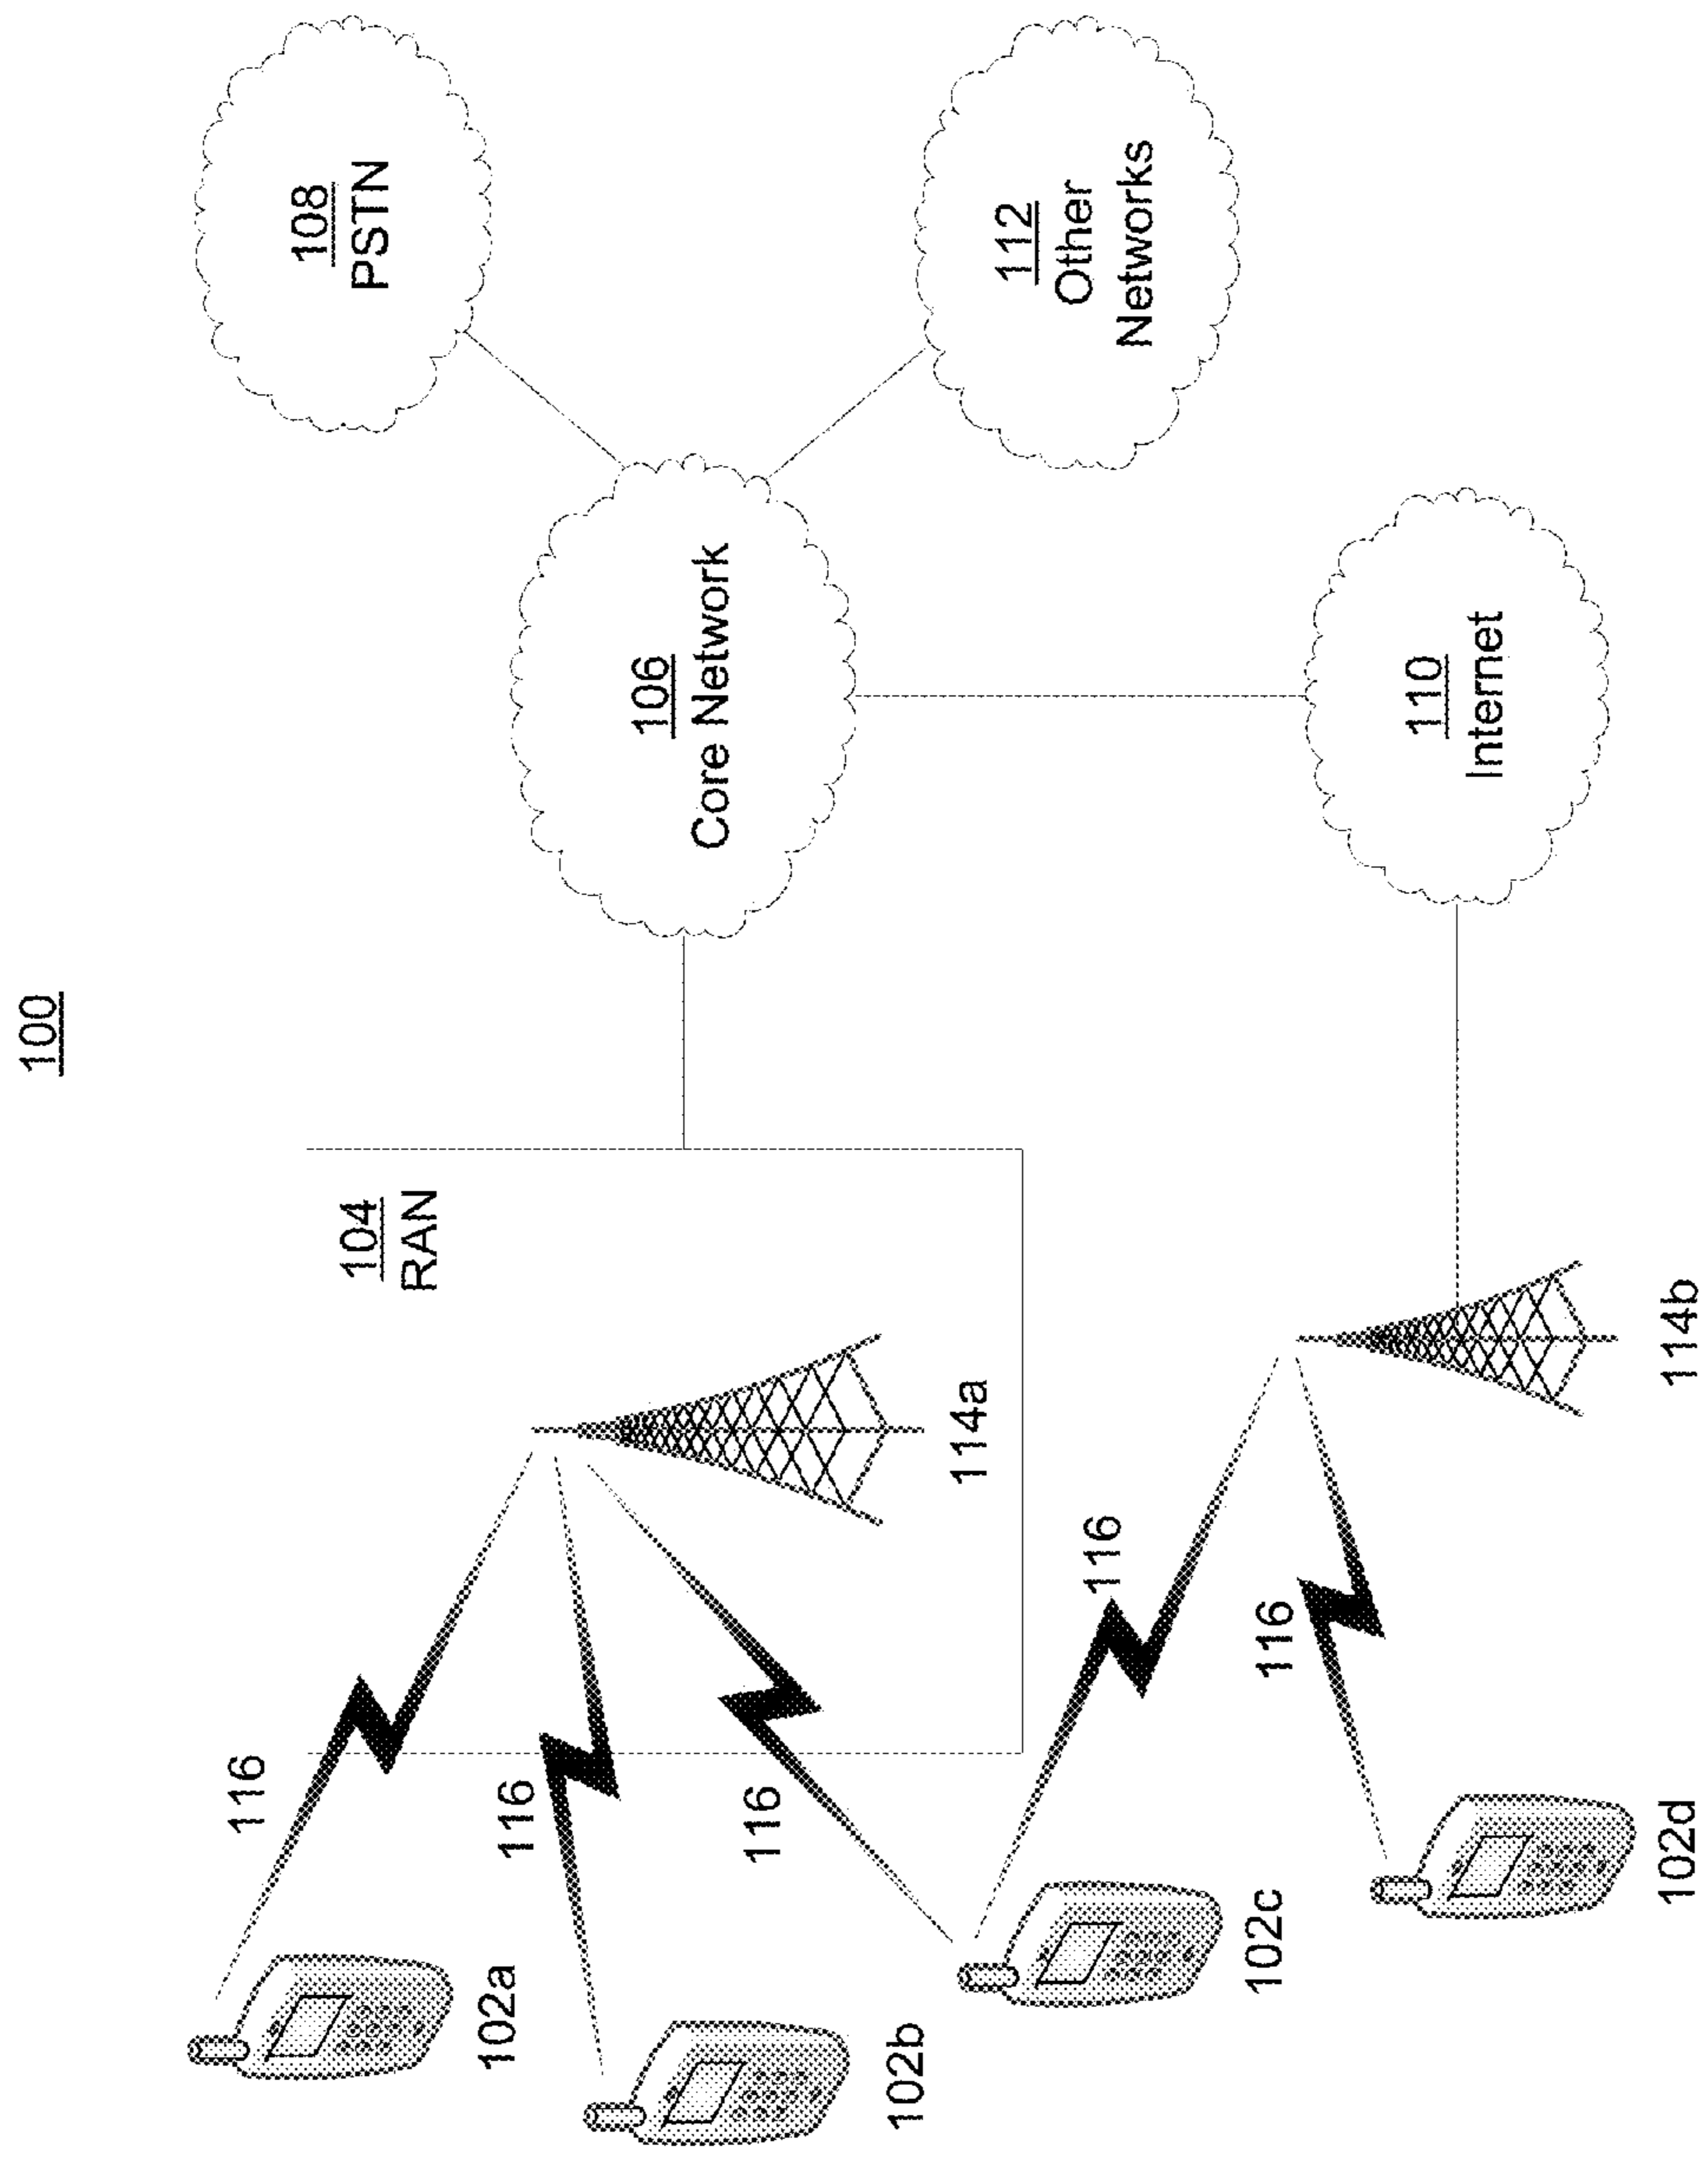 100
108
PSTN
104
RAN
106
Core Network
112
Other
Networks
116
102a
116
114a
102b
116
116
110
Internet
102c
116
102d
114b